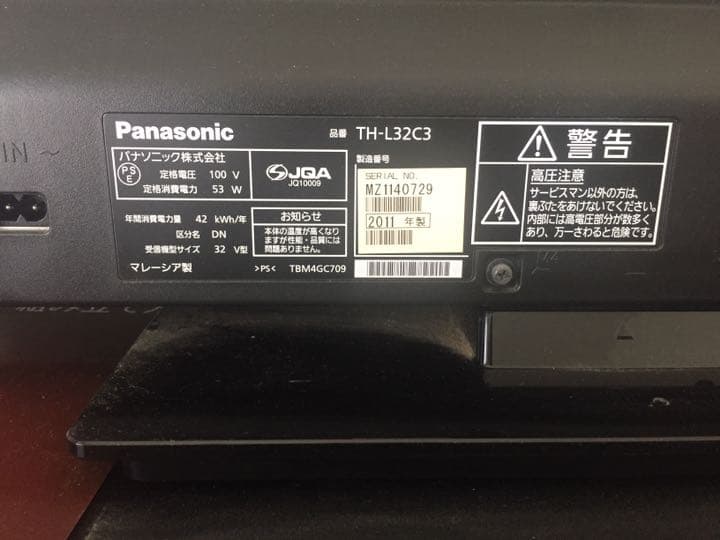 IN ～
Panasonic
品番 TH-L32C3
パナソニック株式会社
PS
E
定格電圧 100 V
定格消費電力 53 W
JQA
JQ10009
製造番号
SERIAL NO.
MZ1140729
2011 年製
年間消費電力量 42 kWh/年
区分名 DN
受信機型サイズ 32 V型
お知らせ
本体の温度が高くなり
ますが性能・品質には
問題ありません。
マレーシア製 >PS< TBM4GC709
警告
高圧注意
サービスマン以外の方は、
裏ぶたをあけないでください。
内部には高電圧部分が数多く
あり、万一さわると危険です。